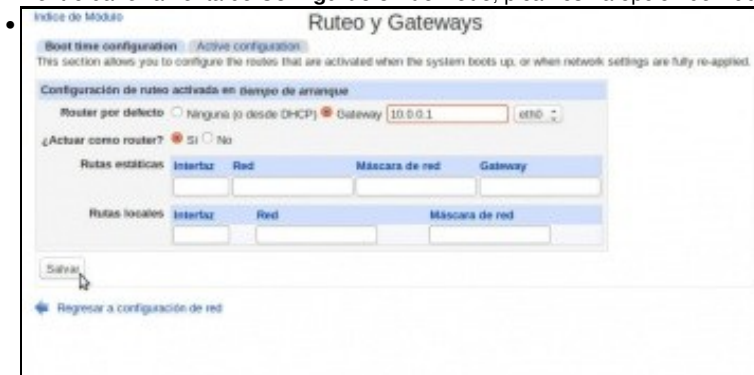 Índice de Módulo
Ruteo y Gateways
Boot time configuration Active configuration
This section allows you to configure the routes that are activated when the system boots up, or when network settings are fully re-applied.
Configuración de ruteo activada en tiempo de arranque
Router por defecto Ninguna (o desde DHCP) Gateway 10.0.0.1 eth0
¿Actuar como router? Sí No
Rutas estáticas Interfaz Red Máscara de red Gateway
Rutas locales Interfaz Red Máscara de red
Salvar
Regresar a configuración de red